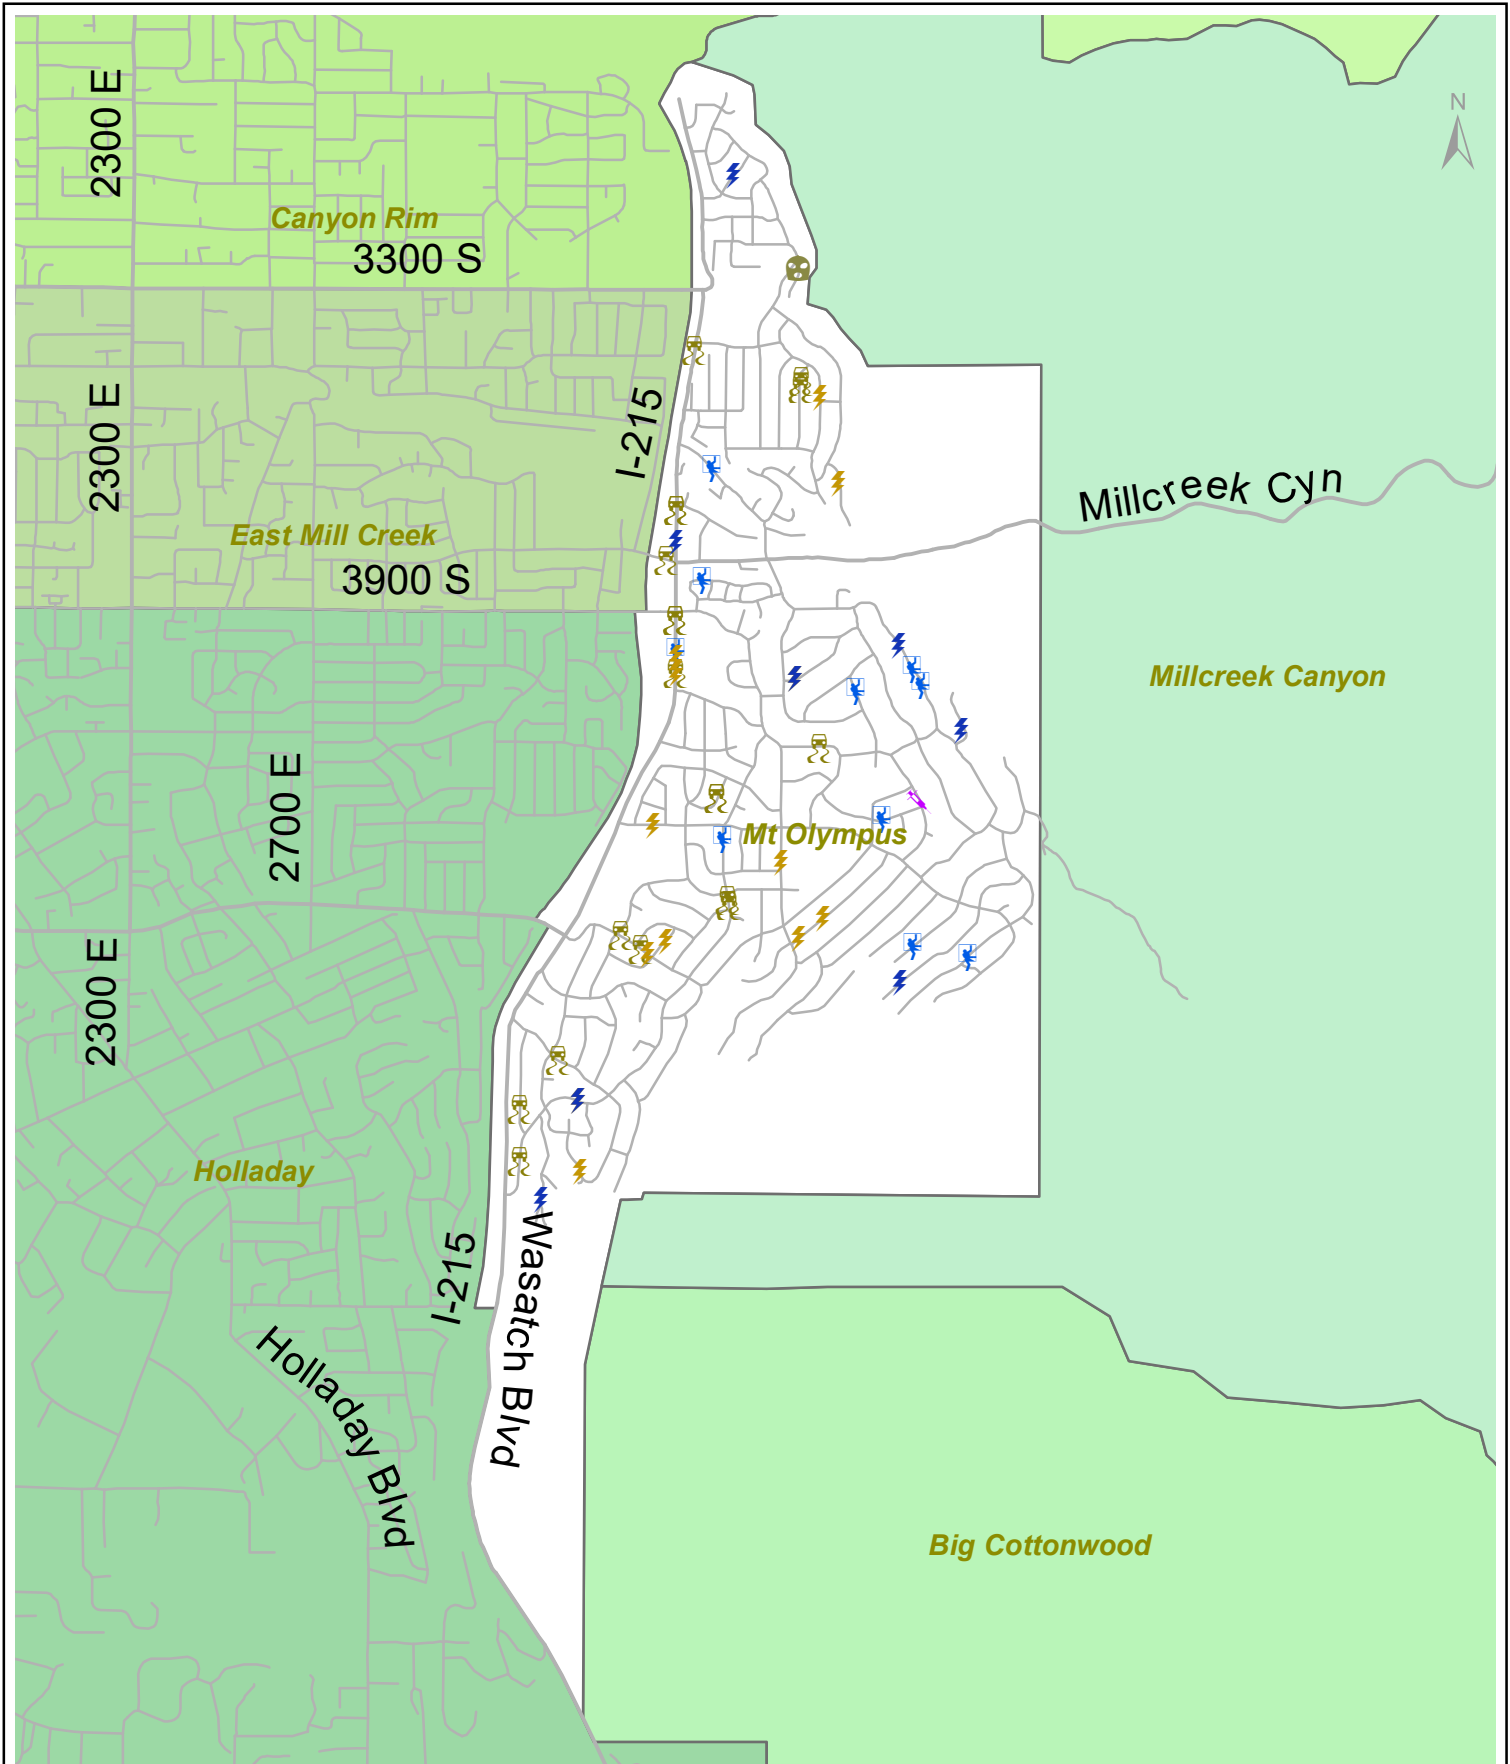 N
2300 E
Canyon Rim
3300 S
I-215
2300 E
Millcreek Cyn
East Mill Creek
3900 S
Millcreek Canyon
2700 E
Mt Olympus
2300 E
Holladay
I-215
Wasatch Blvd
Holladay Blvd
Big Cottonwood